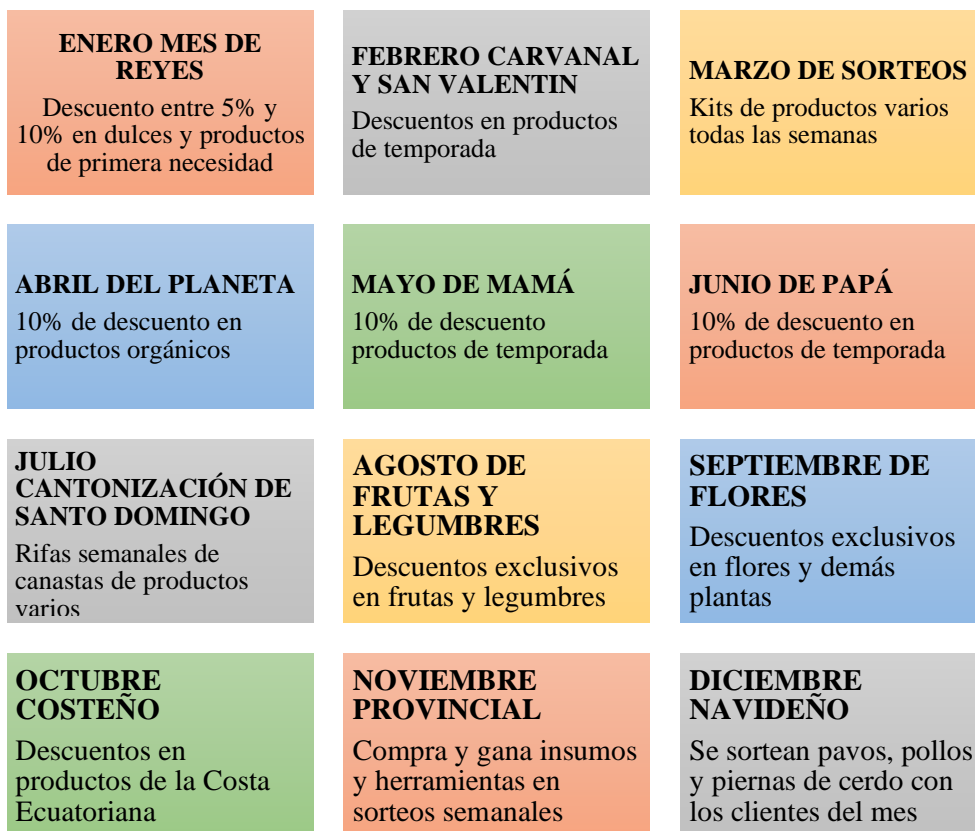 ENERO MES DE
REYES
Descuento entre 5% y
10% en dulces y productos
de primera necesidad
FEBRERO CARVANAL
Y SAN VALENTIN
Descuentos en productos
de temporada
MARZO DE SORTEOS
Kits de productos varios
todas las semanas
ABRIL DEL PLANETA
10% de descuento en
productos orgánicos
MAYO DE MAMÁ
10% de descuento
productos de temporada
JUNIO DE PAPÁ
10% de descuento en
productos de temporada
JULIO
CANTONIZACIÓN DE
SANTO DOMINGO
Rifas semanales de
canastas de productos
varios
AGOSTO DE
FRUTAS Y
LEGUMBRES
Descuentos exclusivos
en frutas y legumbres
SEPTIEMBRE DE
FLORES
Descuentos exclusivos
en flores y demás
plantas
OCTUBRE
COSTEÑO
Descuentos en
productos de la Costa
Ecuatoriana
NOVIEMBRE
PROVINCIAL
Compra y gana insumos
y herramientas en
sorteos semanales
DICIEMBRE
NAVIDEÑO
Se sortean pavos, pollos
y piernas de cerdo con
los clientes del mes